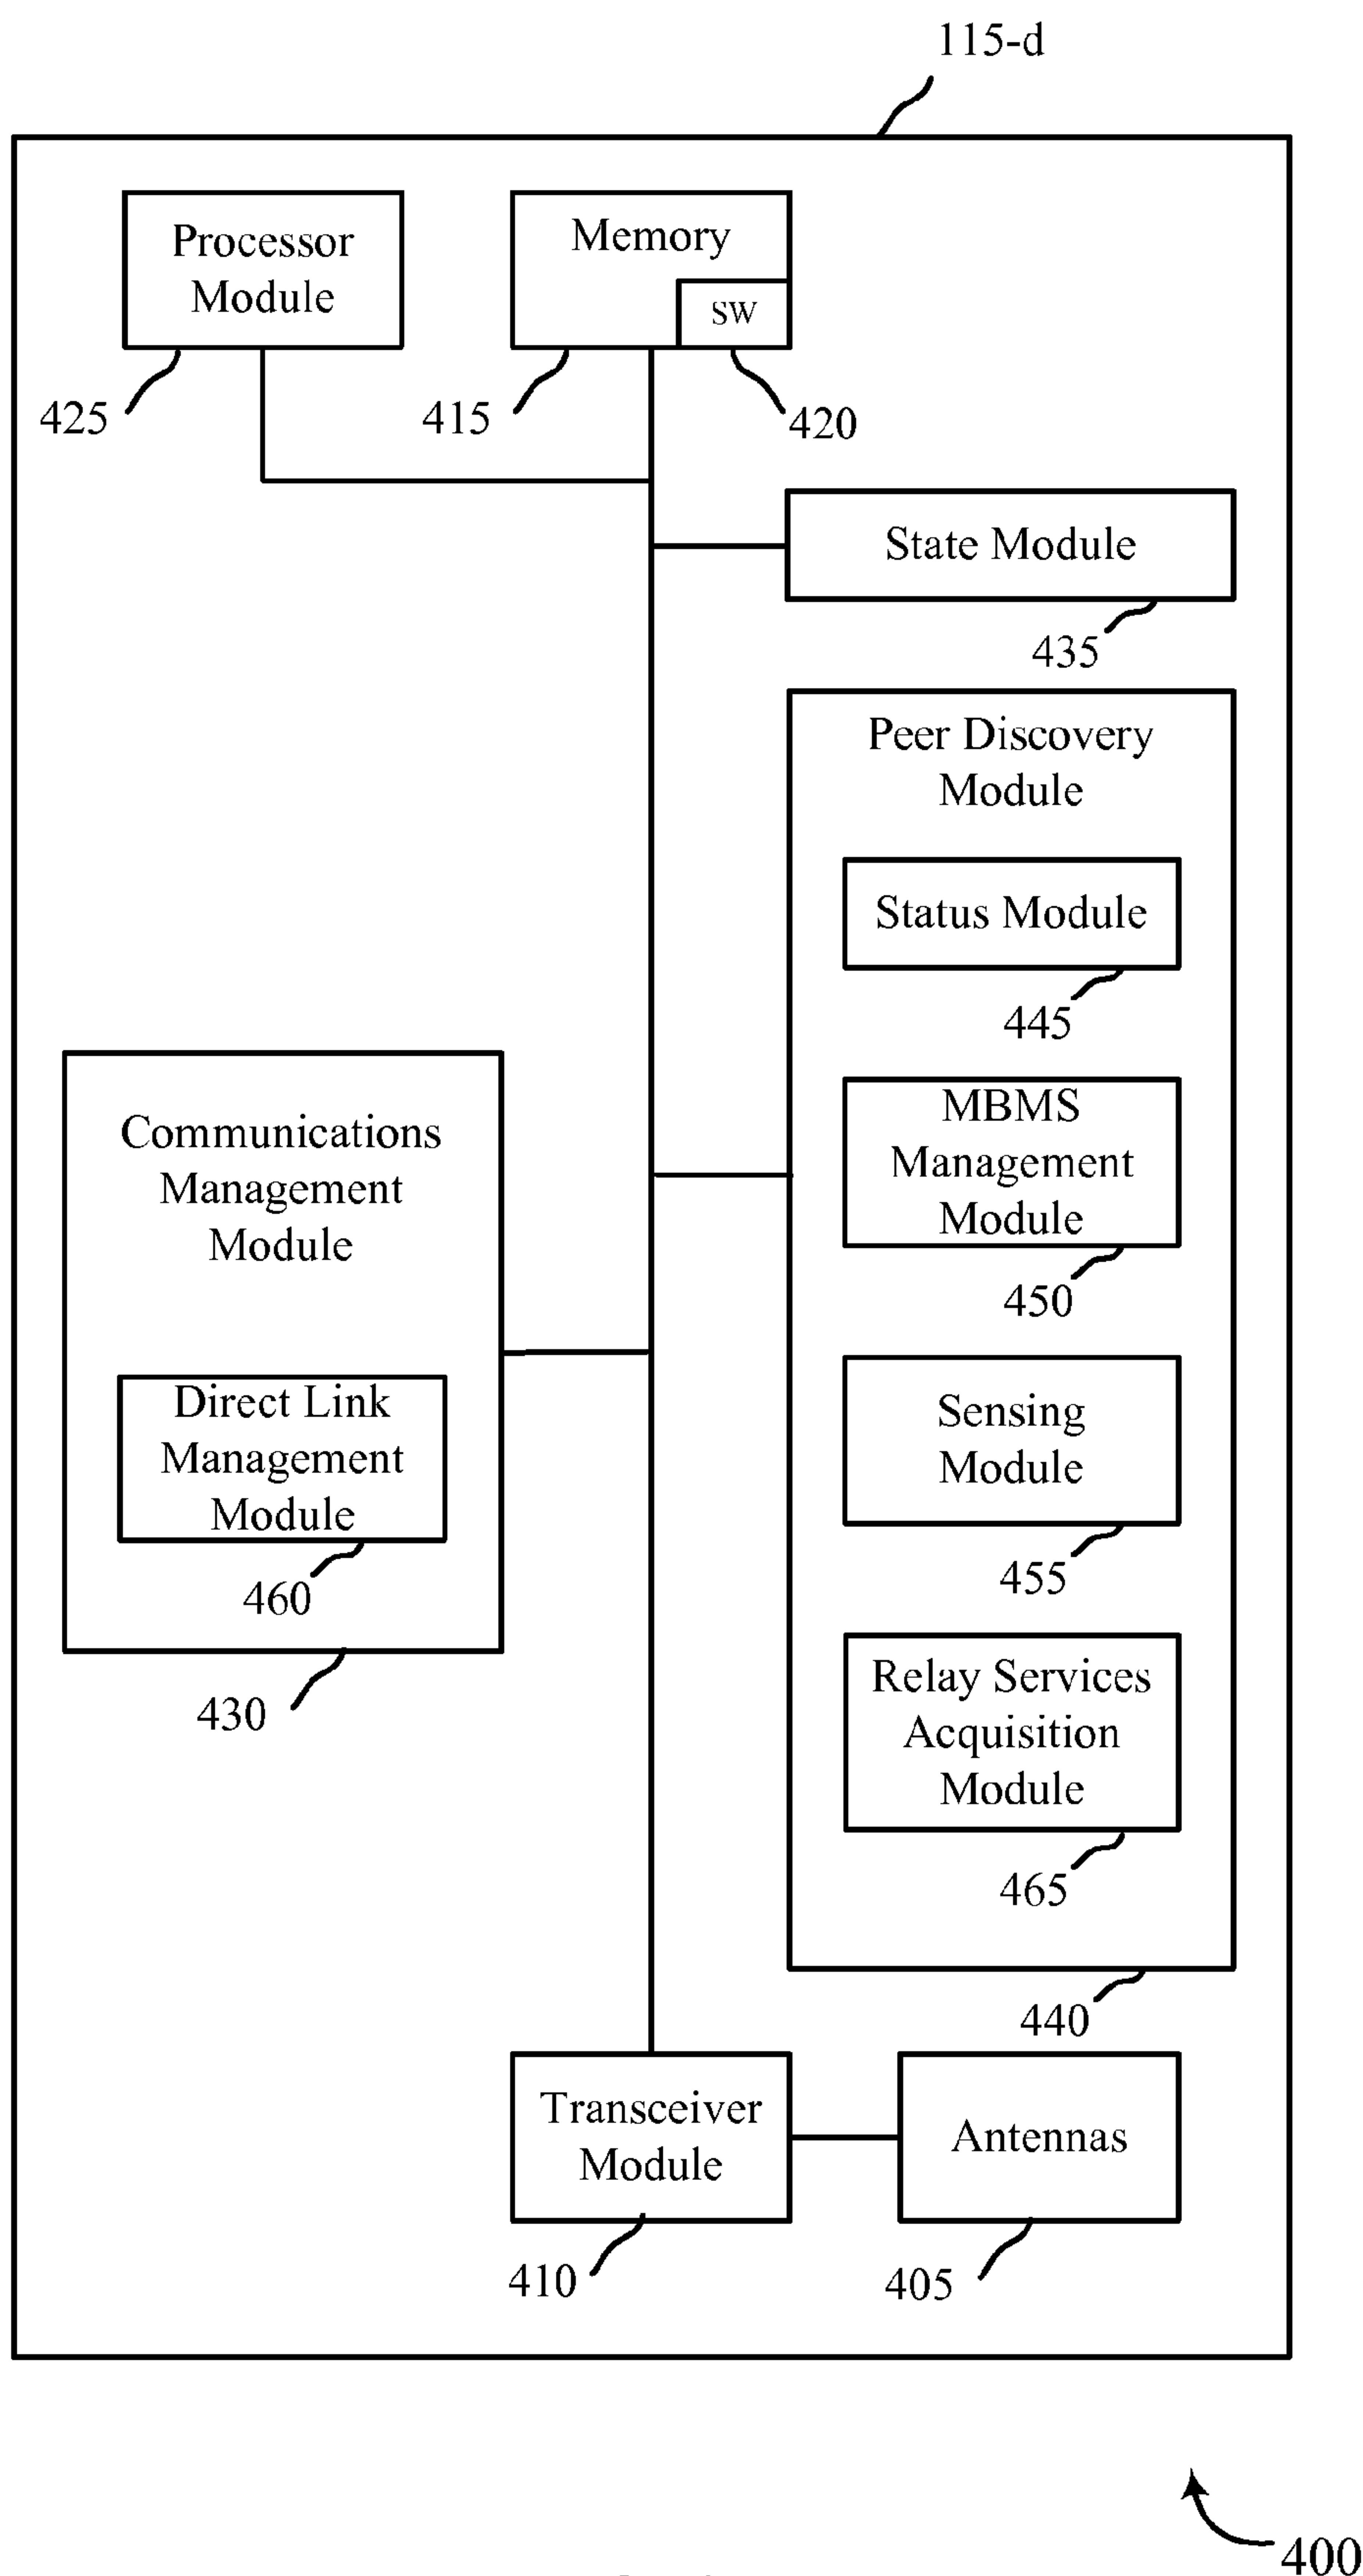 115-d
Processor
Module
Memory
SW
425
415
420
State Module
435
Peer Discovery
Module
Status Module
445
MBMS
Management
Module
450
Communications
Management
Module
Direct Link
Management
Module
460
430
Sensing
Module
455
Relay Services
Acquisition
Module
465
440
Transceiver
Module
Antennas
410
405
400